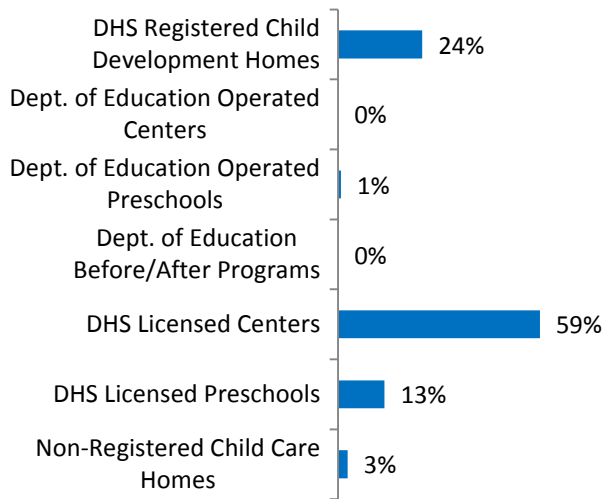 DHS Registered Child
Development Homes
24%
Dept. of Education Operated
Centers
0%
Dept. of Education Operated
Preschools
1%
Dept. of Education
Before/After Programs
0%
DHS Licensed Centers
59%
DHS Licensed Preschools
13%
Non-Registered Child Care
Homes
3%